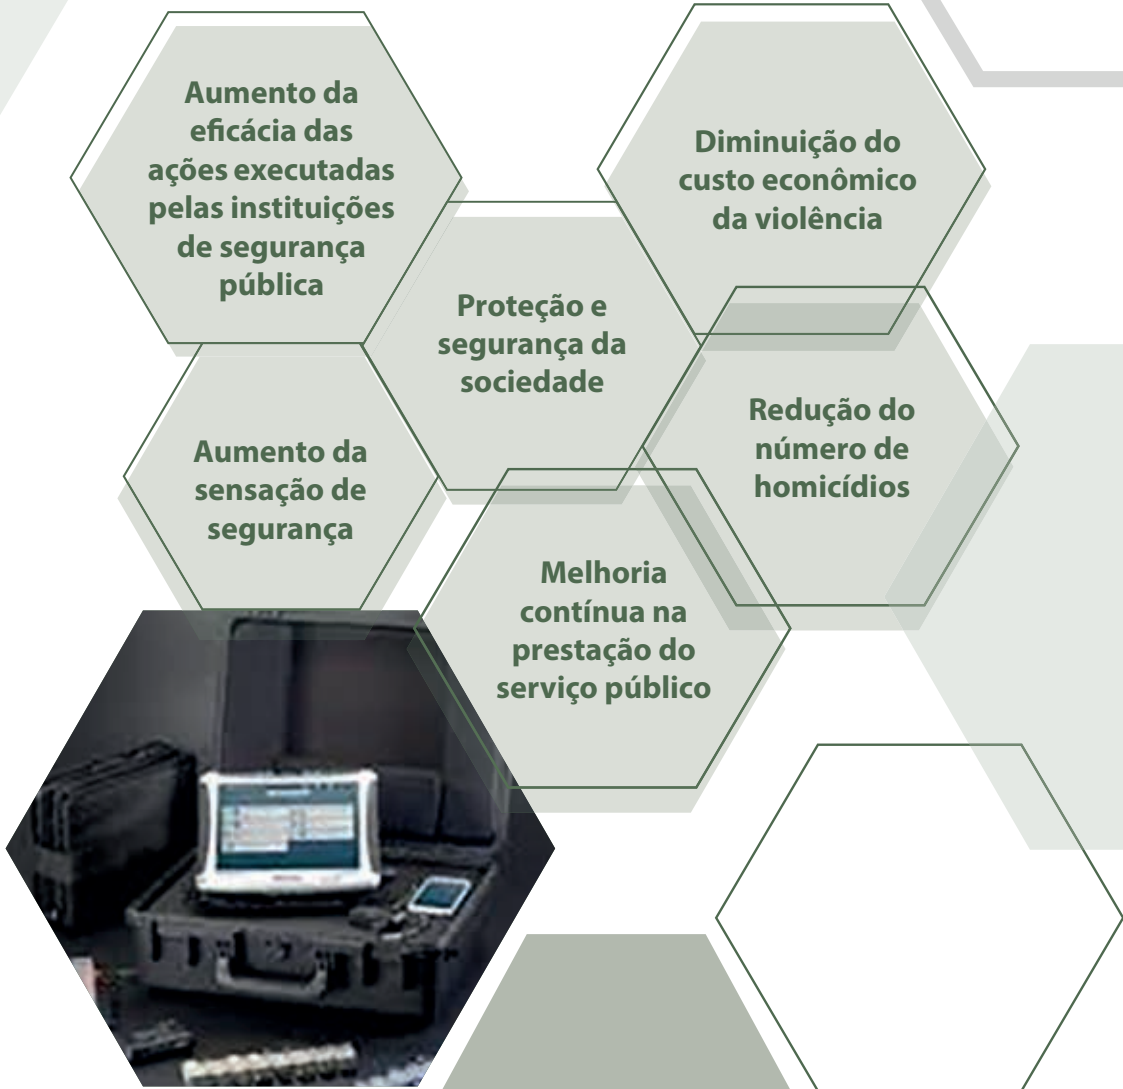 Aumento da
eficácia das
ações executadas
pelas instituições
de segurança
pública
Diminuição do
custo econômico
da violência
Proteção e
segurança da
sociedade
Redução do
número de
homicídios
Aumento da
sensação de
segurança
Melhoria
contínua na
prestação do
serviço público